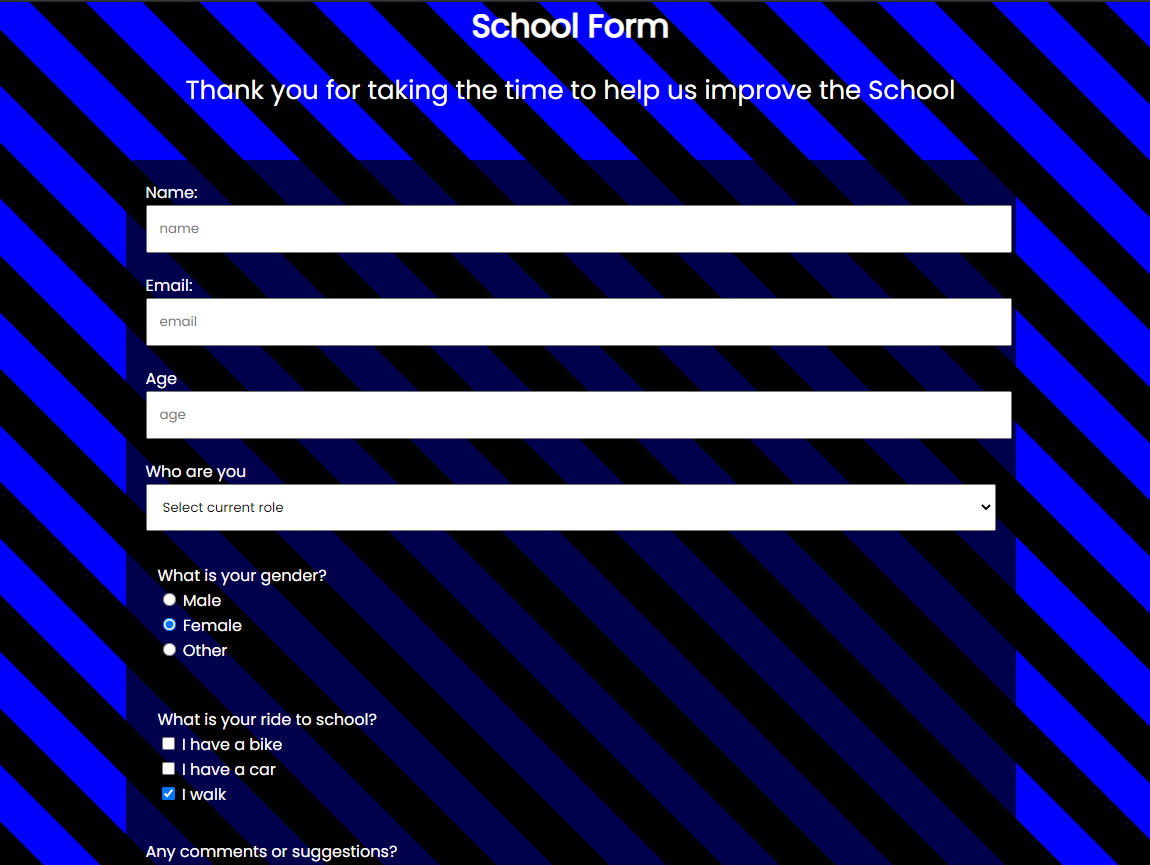 School Form
Thank you for taking the time to help us improve the School
Name:
name
Email:
email
Age
age
Who are you
Select current role
What is your gender?
Male
Female
Other
What is your ride to school?
I have a bike
I have a car
I walk
Any comments or suggestions?